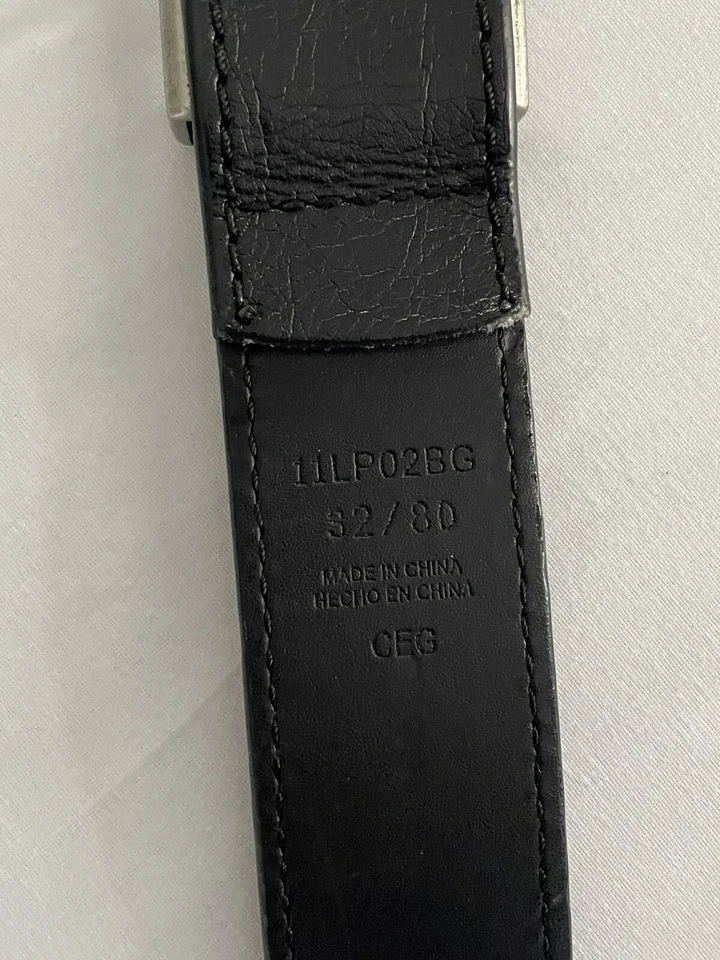 11LP02BG
32/80
MADE IN CHINA
HECHO EN CHINA
CEG